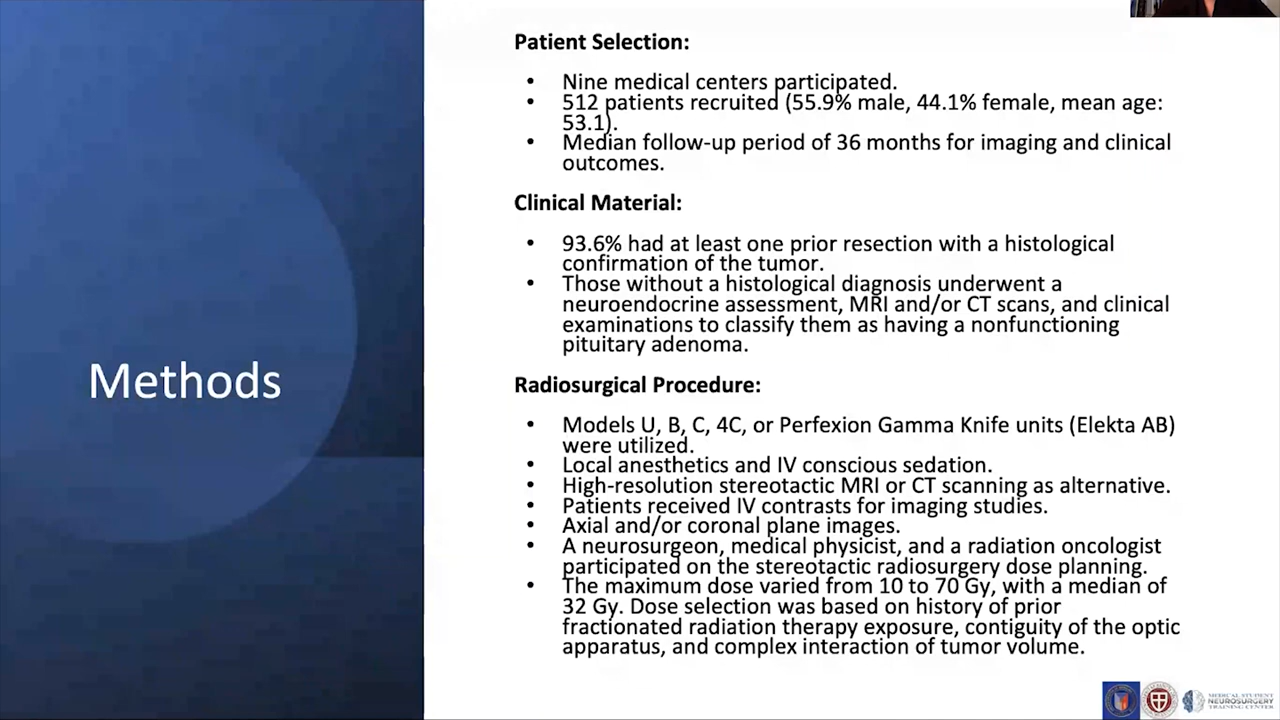 Methods
Patient Selection:
• Nine medical centers participated.
• 512 patients recruited (55.9% male, 44.1% female, mean age:
53.1).
• Median follow-up period of 36 months for imaging and clinical
outcomes.
Clinical Material:
• 93.6% had at least one prior resection with a histological
confirmation of the tumor.
• Those without a histological diagnosis underwent a
neuroendocrine assessment, MRI and/or CT scans, and clinical
examinations to classify them as having a nonfunctioning
pituitary adenoma.
Radiosurgical Procedure:
• Models U, B, C, 4C, or Perfexion Gamma Knife units (Elekta AB)
were utilized.
• Local anesthetics and IV conscious sedation.
• High-resolution stereotactic MRI or CT scanning as alternative.
• Patients received IV contrasts for imaging studies.
• Axial and/or coronal plane images.
• A neurosurgeon, medical physicist, and a radiation oncologist
participated on the stereotactic radiosurgery dose planning.
• The maximum dose varied from 10 to 70 Gy, with a median of
32 Gy. Dose selection was based on history of prior
fractionated radiation therapy exposure, contiguity of the optic
apparatus, and complex interaction of tumor volume.
MEDICAL STUDENT
NEUROSURGERY
TRAINING CENTER